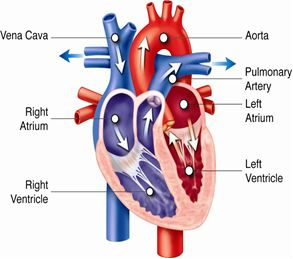 Vena Cava
Aorta
Pulmonary
Artery
Right
Atrium
Left
Atrium
Right
Ventricle
Left
Ventricle